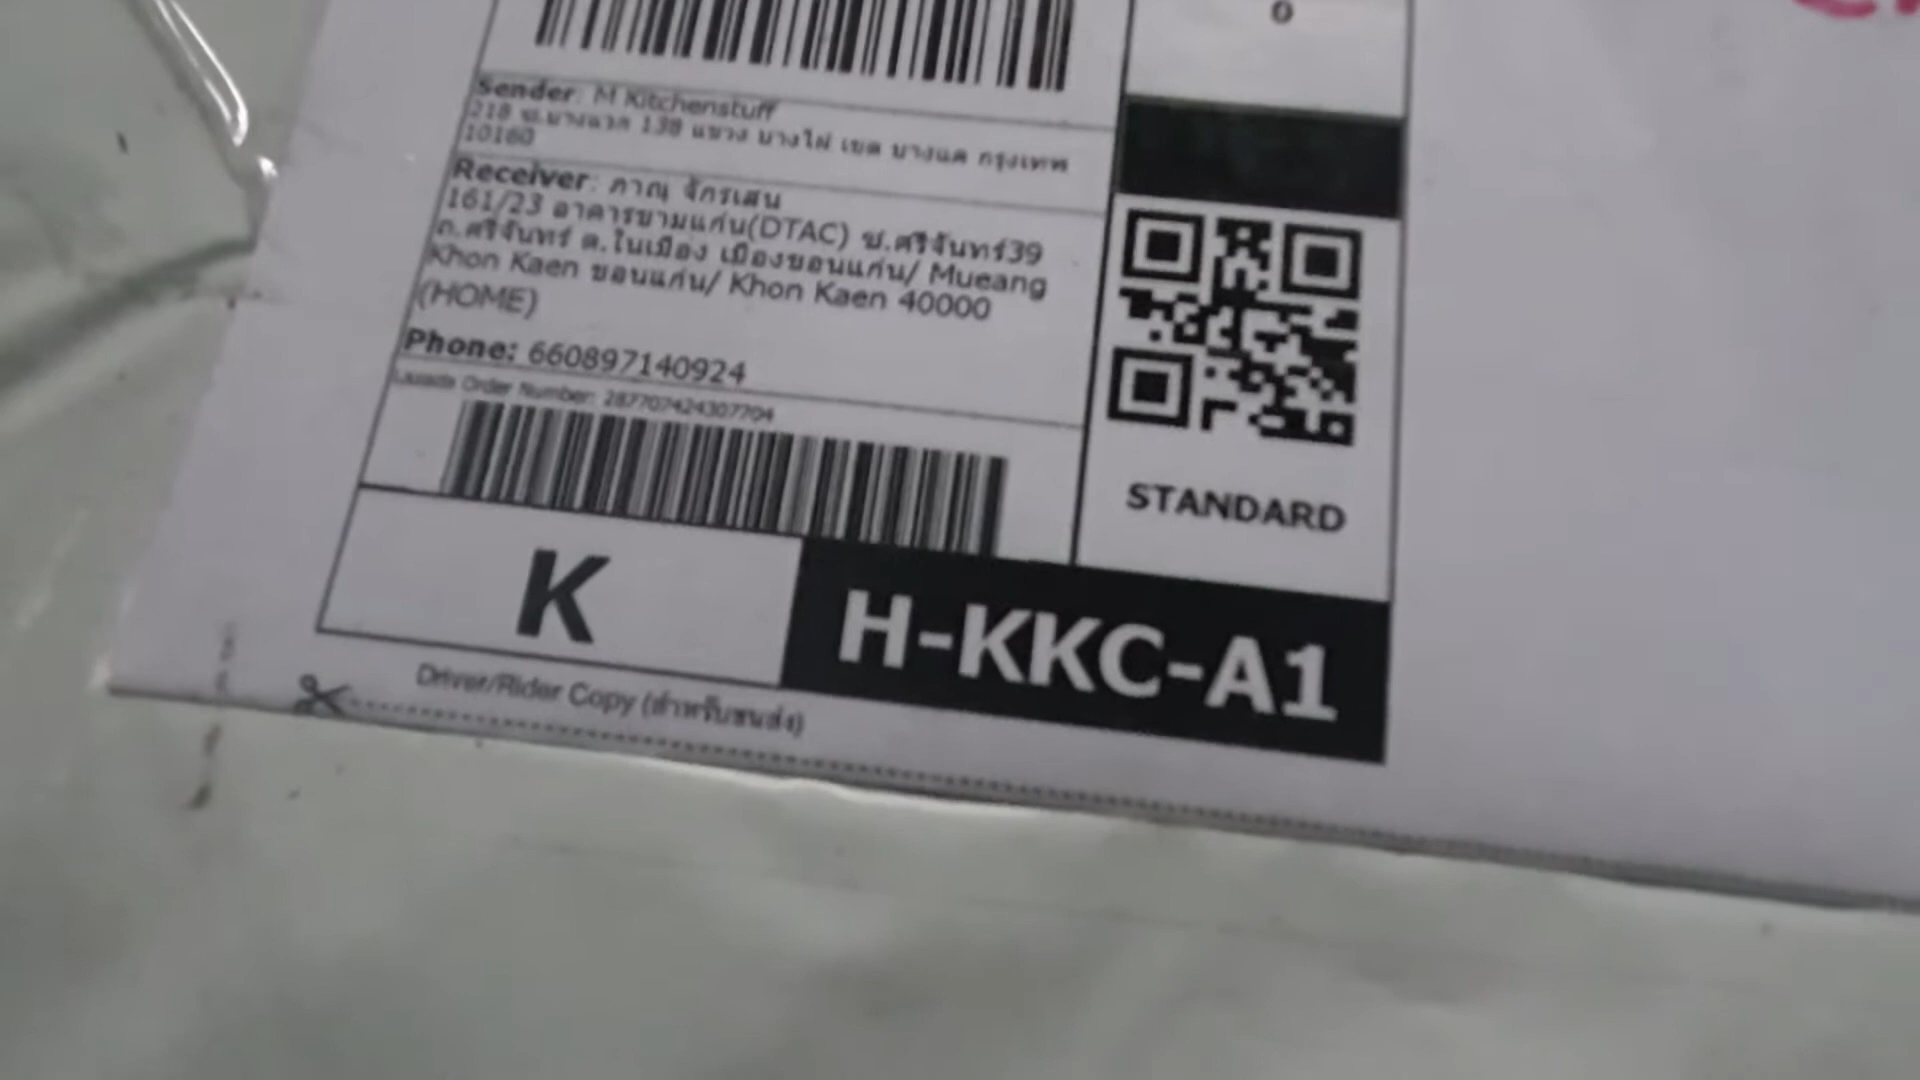 0
Sender: M Kitchenstuff
218 ซ.บางแวก 138 แขวง บางไผ่ เขต บางแค กรุงเทพ
10160
Receiver: ภาณุ จักรเสน
161/23 อาคารขามแก่น(DTAC) ซ.ศรีจันทร์39
ถ.ศรีจันทร์ ต.ในเมือง เมืองขอนแก่น/ Mueang
Khon Kaen ขอนแก่น/ Khon Kaen 40000
(HOME)
Phone: 660897140924
Lazada Order Number: 287707424307704
STANDARD
K
H-KKC-A1
Driver/Rider Copy (สำหรับขนส่ง)